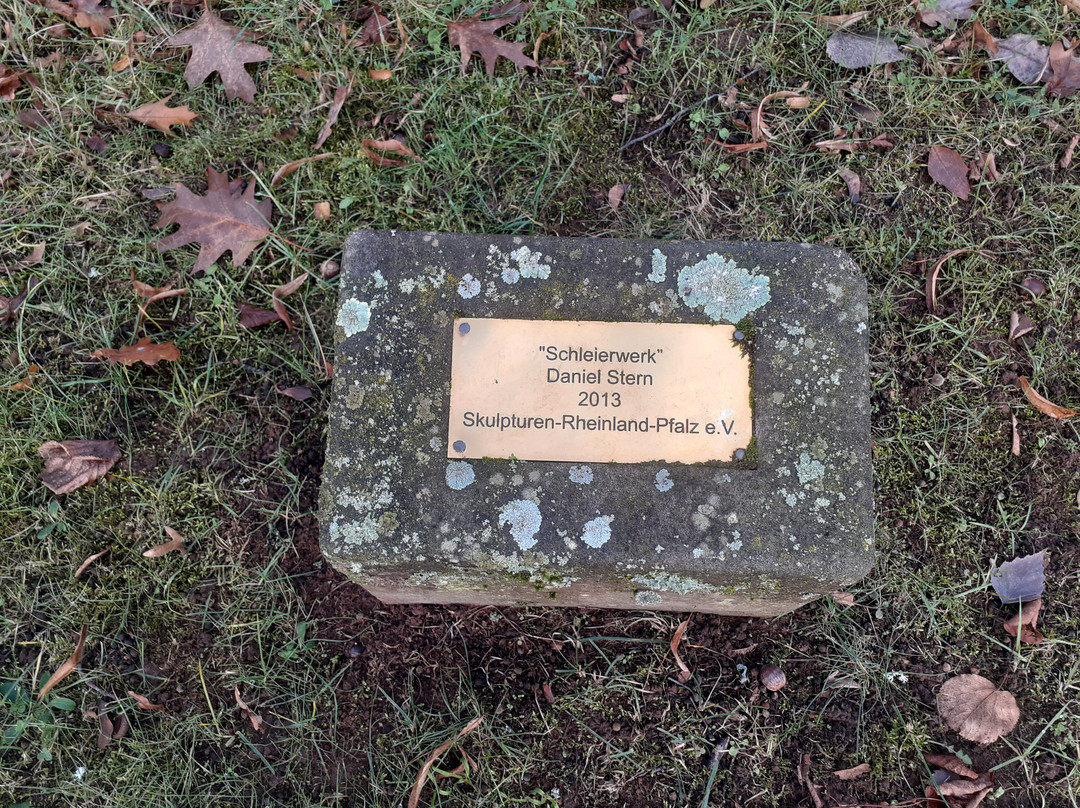 "Schleierwerk"
Daniel Stern
2013
Skulpturen-Rheinland-Pfalz e.V.